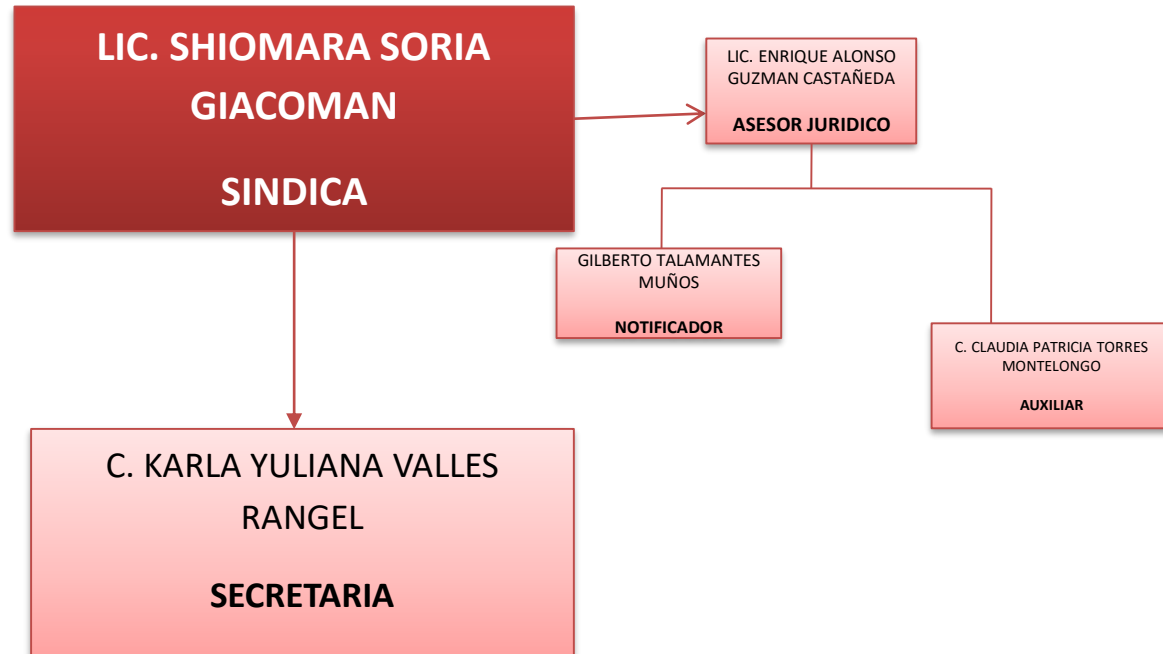 LIC. SHIOMARA SORIA
GIACOMAN
SINDICA
LIC. ENRIQUE ALONSO
GUZMAN CASTAÑEDA
ASESOR JURIDICO
GILBERTO TALAMANTES
MUÑOS
NOTIFICADOR
C. CLAUDIA PATRICIA TORRES
MONTELONGO
AUXILIAR
C. KARLA YULIANA VALLES
RANGEL
SECRETARIA